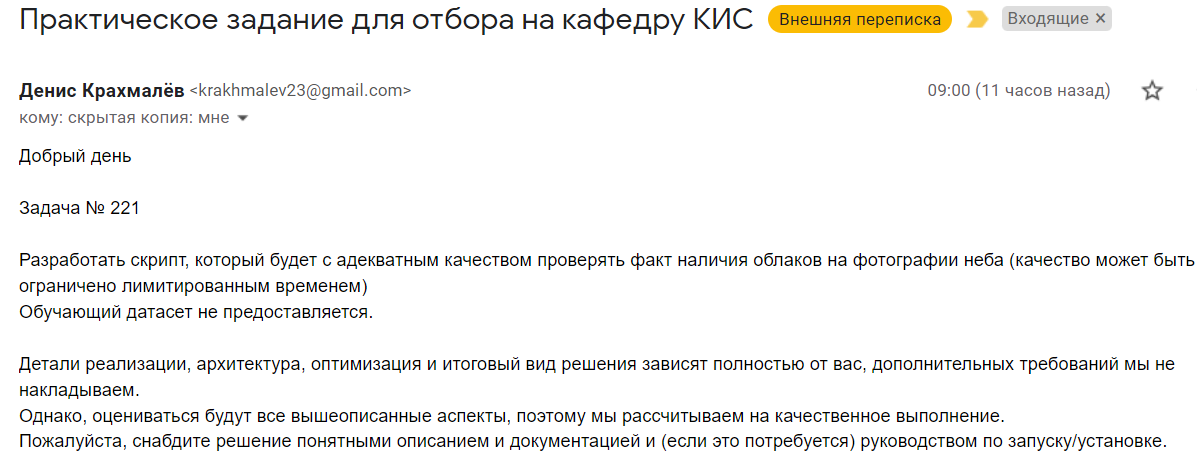 Практическое задание для отбора на кафедру КИС Внешняя переписка Входящие ×
Денис Крахмалёв <krakhmalev23@gmail.com> 09:00 (11 часов назад)
кому: скрытая копия: мне
Добрый день
Задача № 221
Разработать скрипт, который будет с адекватным качеством проверять факт наличия облаков на фотографии неба (качество может быть
ограничено лимитированным временем)
Обучающий датасет не предоставляется.
Детали реализации, архитектура, оптимизация и итоговый вид решения зависят полностью от вас, дополнительных требований мы не
накладываем.
Однако, оцениваться будут все вышеописанные аспекты, поэтому мы рассчитываем на качественное выполнение.
Пожалуйста, снабдите решение понятными описанием и документацией и (если это потребуется) руководством по запуску/установке.